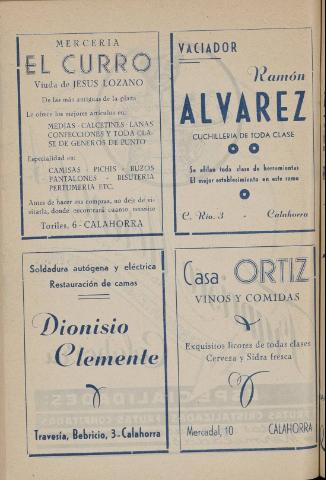 MERCERIA
EL CURRO
Viuda de JESUS LOZANO
De las más antiguas de la plaza
Le ofrece los mejores artículos en:
MEDIAS - CALCETINES - LANAS
CONFECCIONES Y TODA CLA-
SE DE GENEROS DE PUNTO
Especialidad en:
CAMISAS - PICHIS - BUZOS
PANTALONES - BISUTERIA
PERFUMERIA ETC.
Antes de hacer sus compras, no deje de vi-
sitarla, donde encontrará cuanto necesite
Toriles, 6 - CALAHORRA
VACIADOR
Ramón
ALVAREZ
CUCHILLERIA DE TODA CLASE
Se afilan toda clase de herramientas
El mejor establecimiento en este ramo
C. Rio. 3 - Calahorra
Soldadura autógena y eléctrica
Restauración de camas
Dionisio
Clemente
Travesía, Bebricio, 3-Calahorra
Casa ORTIZ
VINOS Y COMIDAS
Exquisitos licores de todas clases
Cerveza y Sidra fresca
Mercadal, 10 CALAHORRA